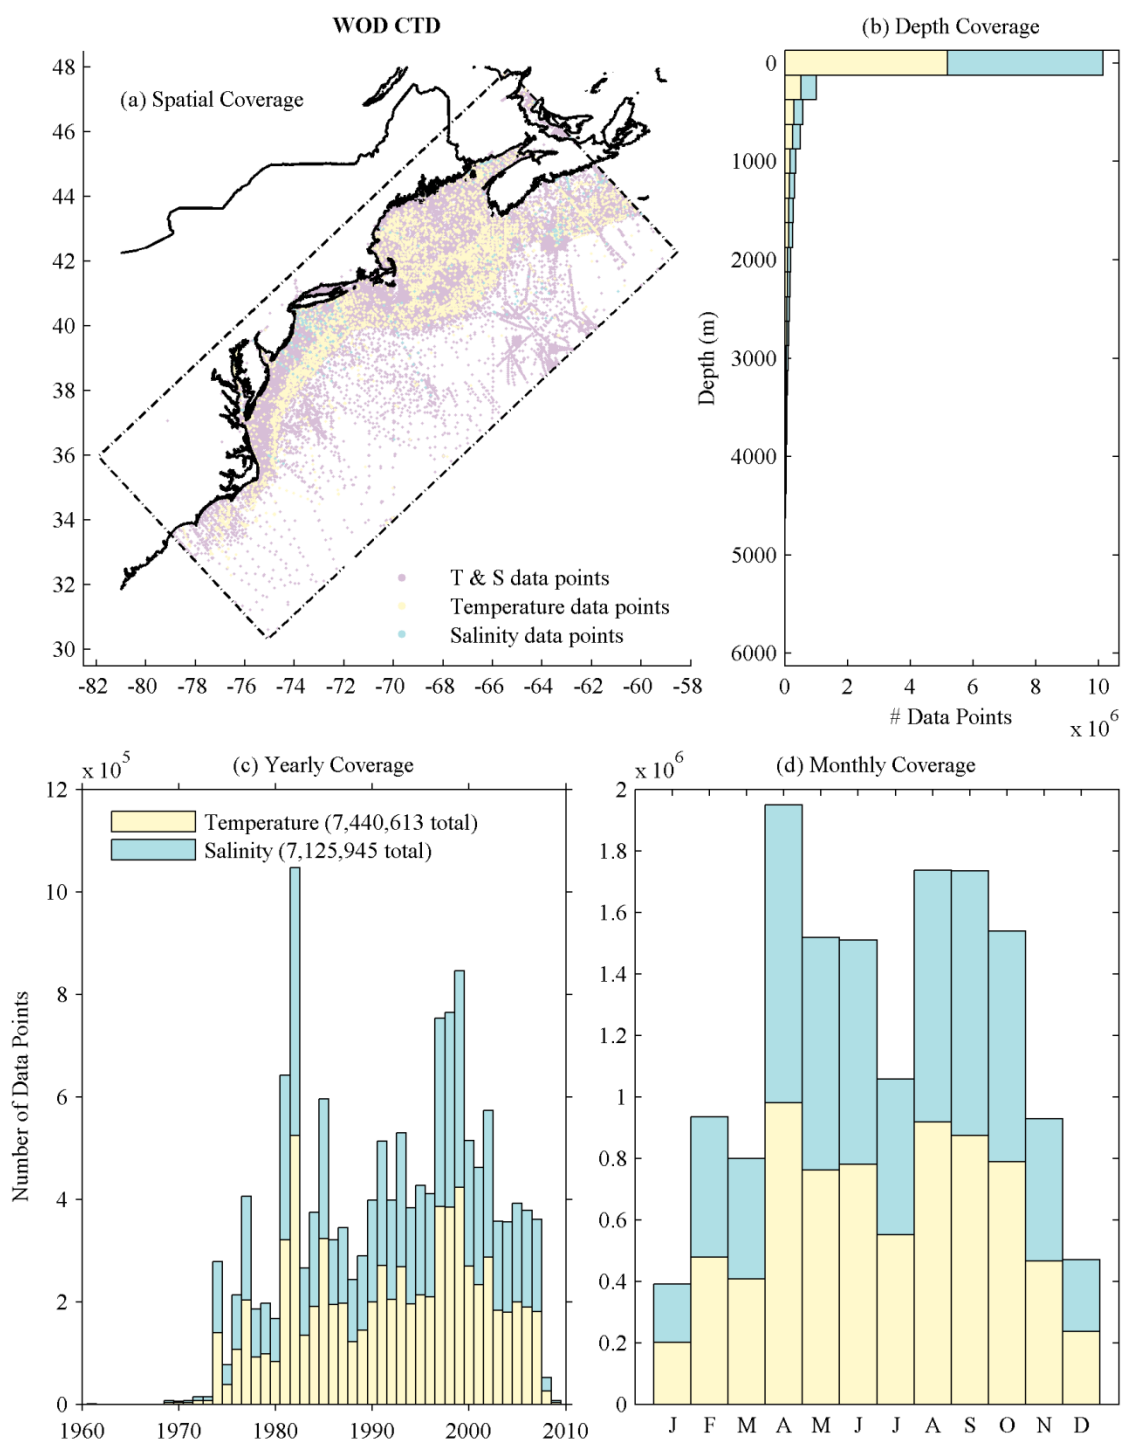 WOD CTD
(a) Spatial Coverage
48
46
44
42
40
38
36
34
32
30
-82 -80 -78 -76 -74 -72 -70 -68 -66 -64 -62 -60 -58
T & S data points
Temperature data points
Salinity data points
(b) Depth Coverage
Depth (m)
0
1000
2000
3000
4000
5000
6000
0 2 4 6 8 10
# Data Points
x 10^6
(c) Yearly Coverage
x 10^5
Number of Data Points
12
10
8
6
4
2
0
Temperature (7,440,613 total)
Salinity (7,125,945 total)
1960 1970 1980 1990 2000 2010
(d) Monthly Coverage
x 10^6
2
1.8
1.6
1.4
1.2
1
0.8
0.6
0.4
0.2
0
J F M A M J J A S O N D